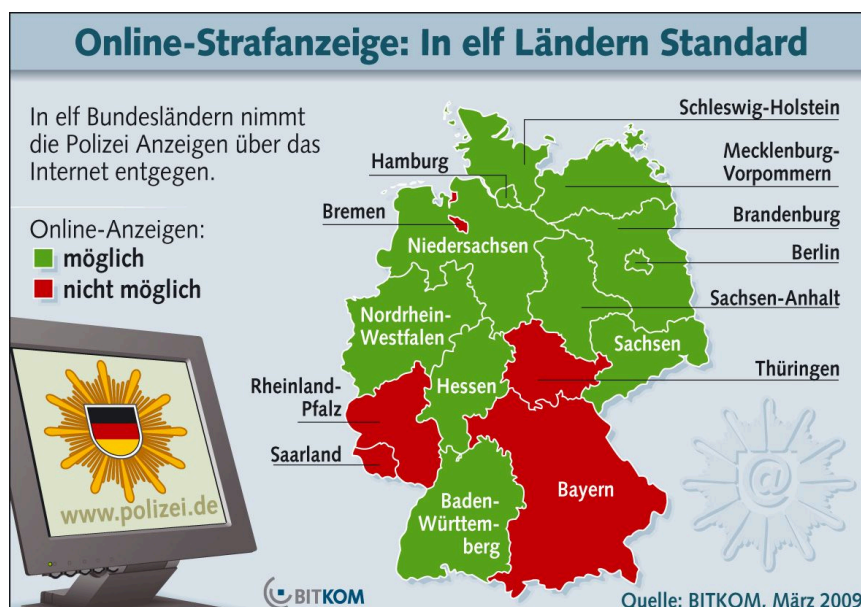 Online-Strafanzeige: In elf Ländern Standard
In elf Bundesländern nimmt
die Polizei Anzeigen über das
Internet entgegen.
Online-Anzeigen:
möglich
nicht möglich
Schleswig-Holstein
Hamburg
Mecklenburg-
Vorpommern
Bremen
Brandenburg
Niedersachsen
Berlin
Sachsen-Anhalt
Nordrhein-
Westfalen
Sachsen
Thüringen
Hessen
Rheinland-
Pfalz
Saarland
Bayern
Baden-
Württem-
berg
www.polizei.de
@
BITKOM
Quelle: BITKOM, März 2009